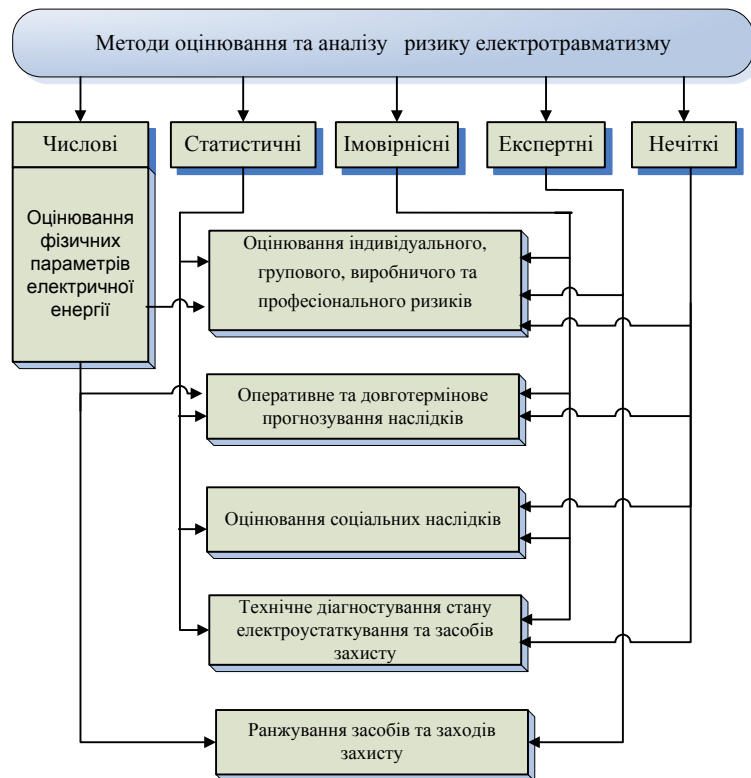 Методи оцінювання та аналізу ризику електротравматизму
Числові
Статистичні
Імовірнісні
Експертні
Нечіткі
Оцінювання
фізичних
параметрів
електричної
енергії
Оцінювання індивідуального,
групового, виробничого та
професіонального ризиків
Оперативне та довготермінове
прогнозування наслідків
Оцінювання соціальних наслідків
Технічне діагностування стану
електроустаткування та засобів
захисту
Ранжування засобів та заходів
захисту